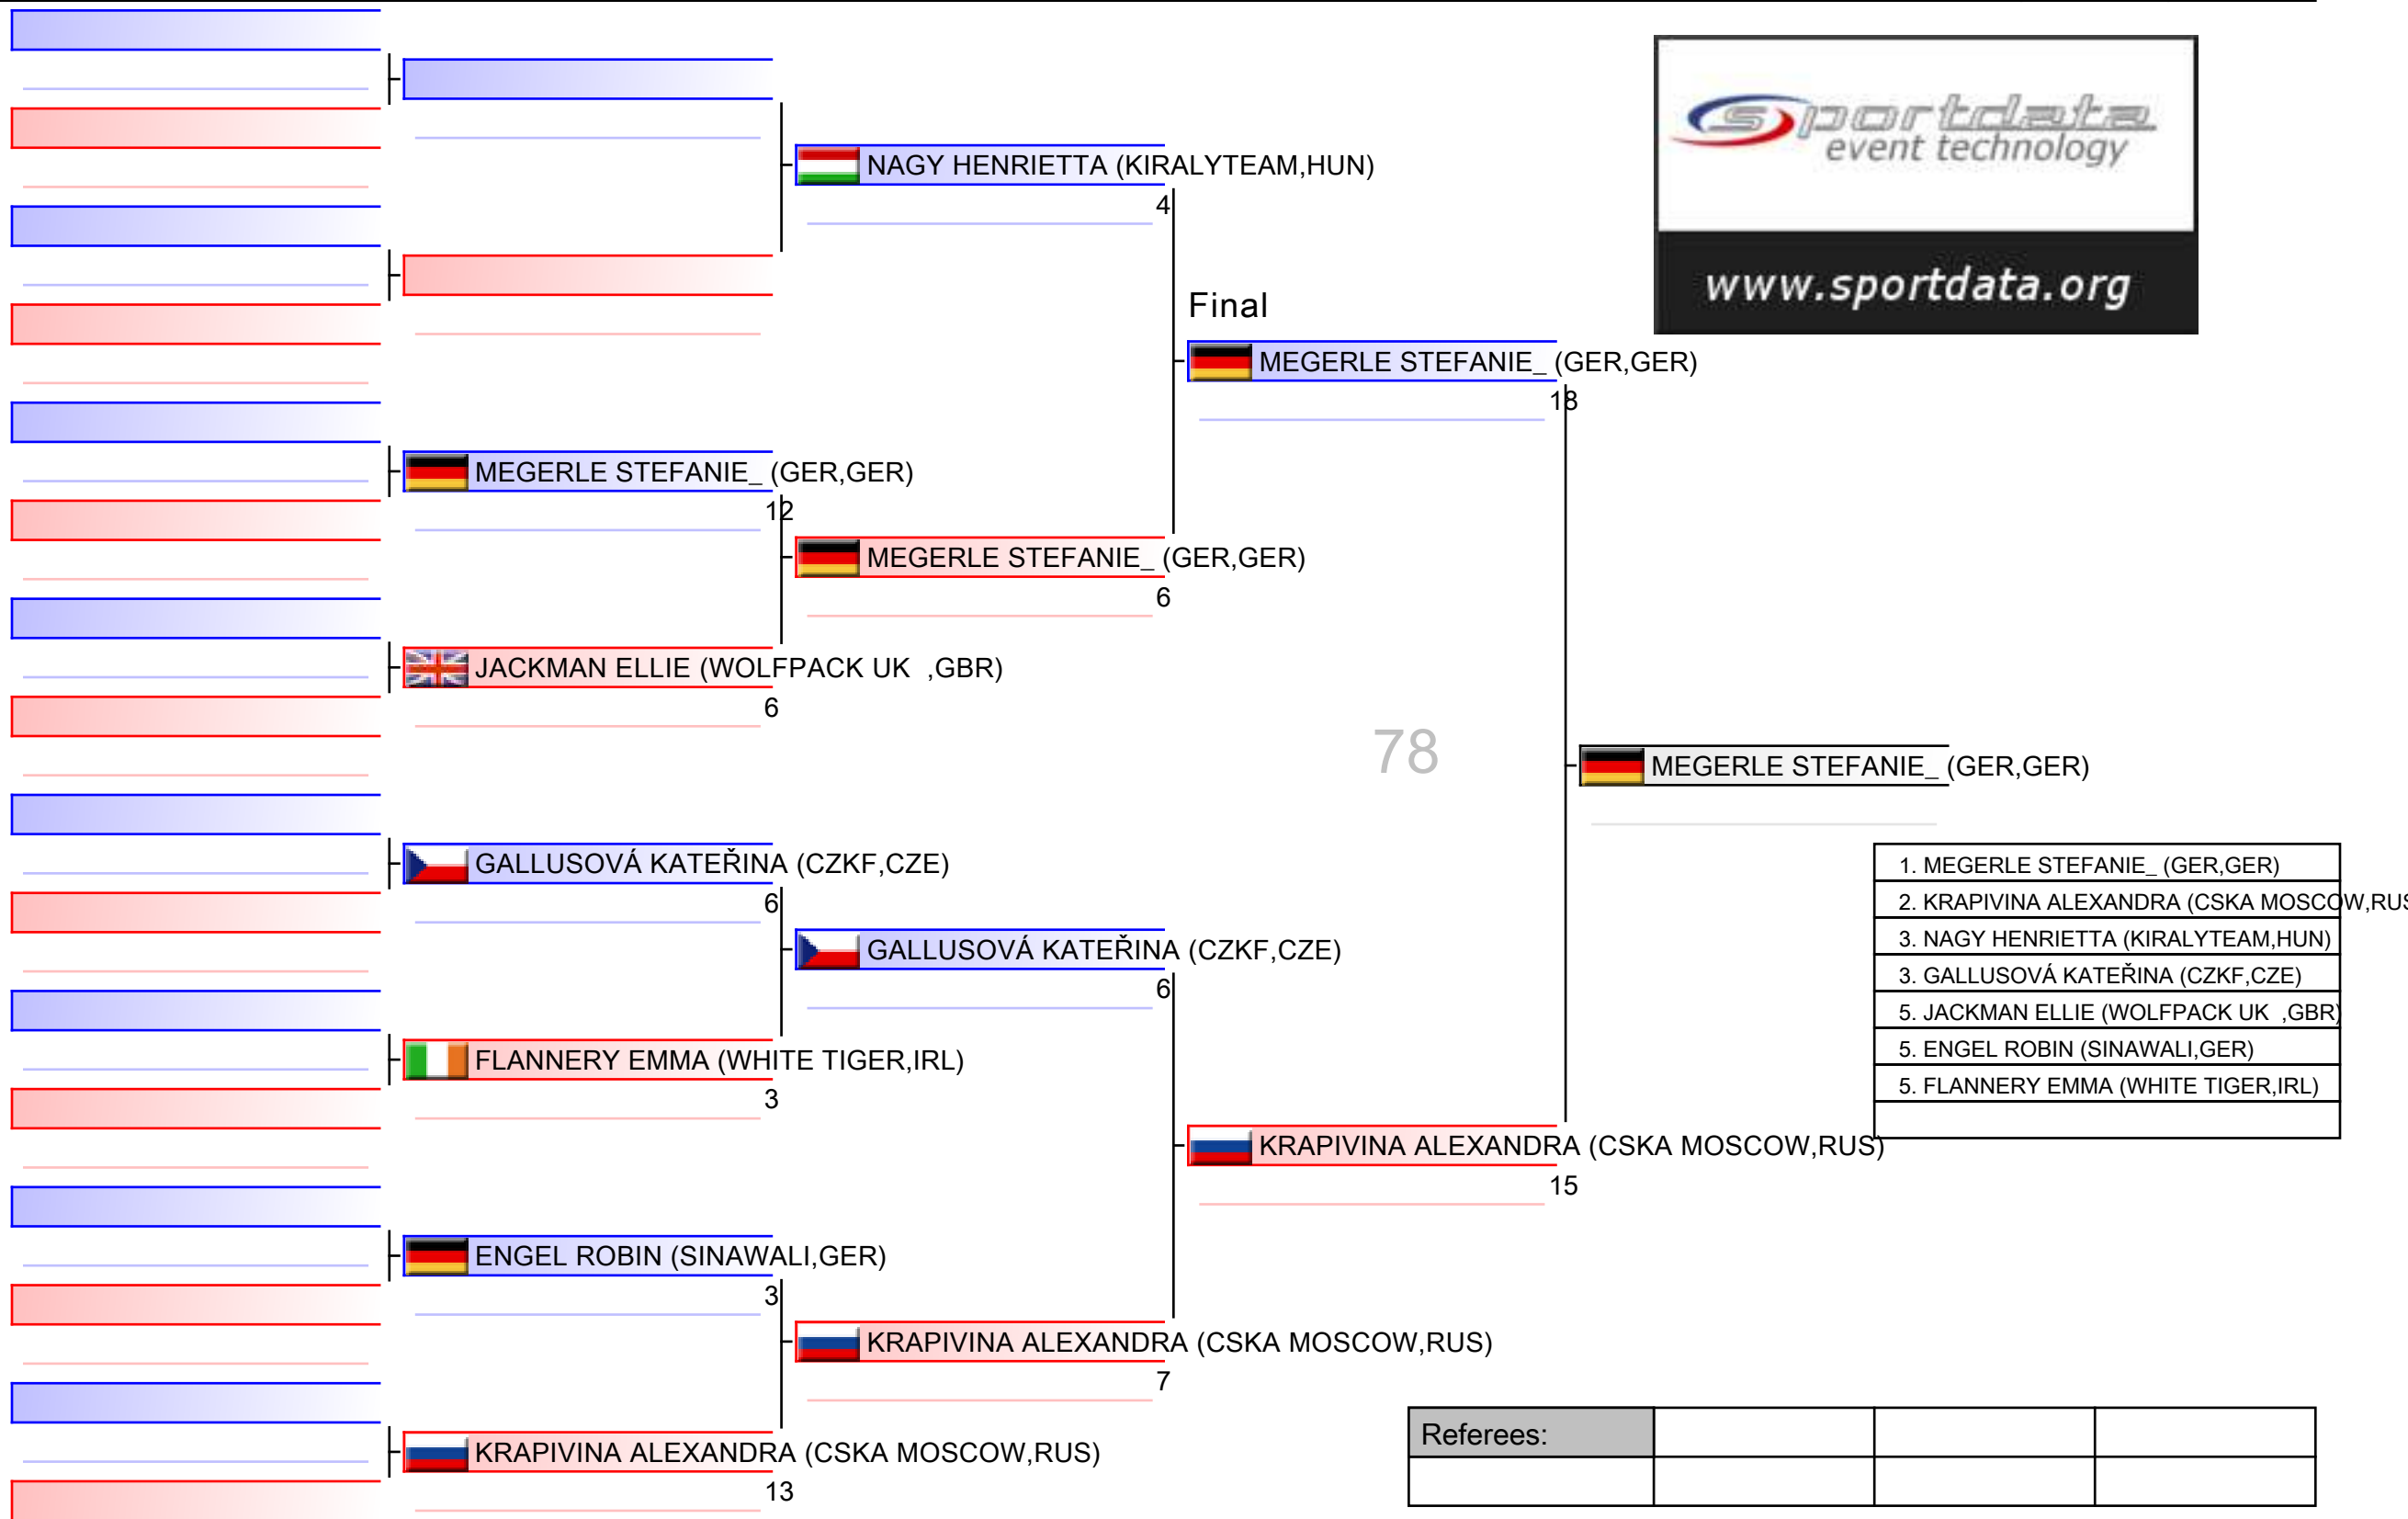 sportdata
event technology
www.sportdata.org
NAGY HENRIETTA (KIRALYTEAM,HUN)
4
Final
MEGERLE STEFANIE_ (GER,GER)
18
MEGERLE STEFANIE_ (GER,GER)
12
MEGERLE STEFANIE_ (GER,GER)
6
JACKMAN ELLIE (WOLFPACK UK  ,GBR)
6
78
MEGERLE STEFANIE_ (GER,GER)
GALLUSOVÁ KATEŘINA (CZKF,CZE)
6
GALLUSOVÁ KATEŘINA (CZKF,CZE)
6
FLANNERY EMMA (WHITE TIGER,IRL)
3
1. MEGERLE STEFANIE_ (GER,GER)
2. KRAPIVINA ALEXANDRA (CSKA MOSCOW,RUS
3. NAGY HENRIETTA (KIRALYTEAM,HUN)
3. GALLUSOVÁ KATEŘINA (CZKF,CZE)
5. JACKMAN ELLIE (WOLFPACK UK  ,GBR)
5. ENGEL ROBIN (SINAWALI,GER)
5. FLANNERY EMMA (WHITE TIGER,IRL)
KRAPIVINA ALEXANDRA (CSKA MOSCOW,RUS)
15
ENGEL ROBIN (SINAWALI,GER)
3
KRAPIVINA ALEXANDRA (CSKA MOSCOW,RUS)
7
KRAPIVINA ALEXANDRA (CSKA MOSCOW,RUS)
13
Referees: